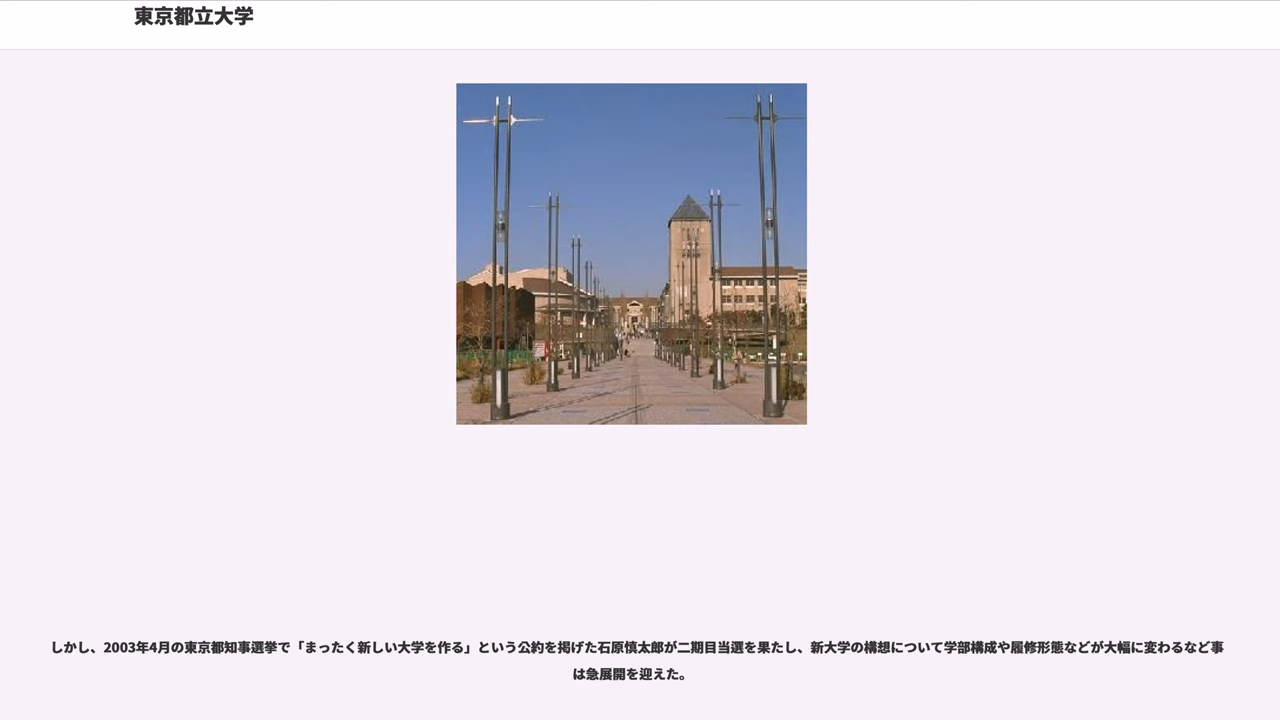 東京都立大学
しかし、2003年4月の東京都知事選挙で「まったく新しい大学を作る」という公約を掲げた石原慎太郎が二期目当選を果たし、新大学の構想について学部構成や履修形態などが大幅に変わるなど事
は急展開を迎えた。